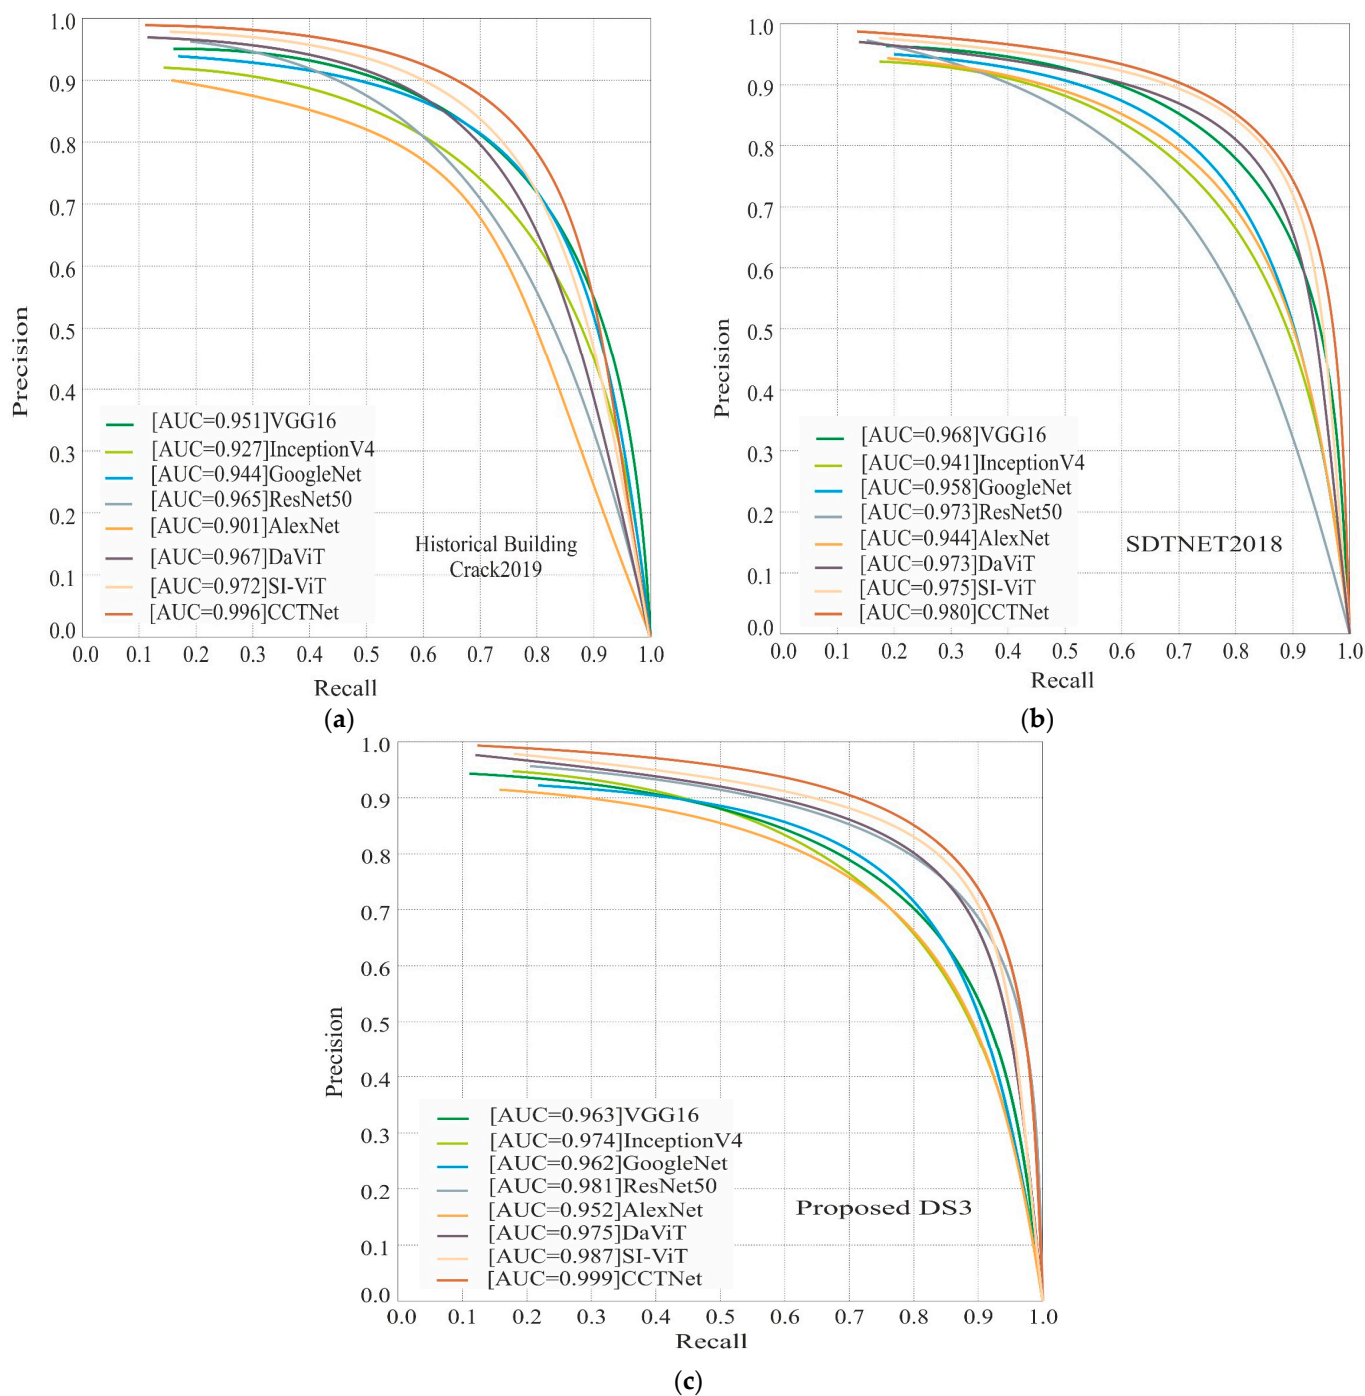 1.0
0.9
0.8
0.7
0.6
0.5
0.4
0.3
0.2
0.1
0.0
Precision
[AUC=0.951]VGG16
[AUC=0.927]InceptionV4
[AUC=0.944]GoogleNet
[AUC=0.965]ResNet50
[AUC=0.901]AlexNet
[AUC=0.967]DaViT
[AUC=0.972]SI-ViT
[AUC=0.996]CCTNet
Historical Building
Crack2019
0.0 0.1 0.2 0.3 0.4 0.5 0.6 0.7 0.8 0.9 1.0
Recall
(a)
1.0
0.9
0.8
0.7
0.6
0.5
0.4
0.3
0.2
0.1
0.0
Precision
[AUC=0.968]VGG16
[AUC=0.941]InceptionV4
[AUC=0.958]GoogleNet
[AUC=0.973]ResNet50
[AUC=0.944]AlexNet
[AUC=0.973]DaViT
[AUC=0.975]SI-ViT
[AUC=0.980]CCTNet
SDTNET2018
0.0 0.1 0.2 0.3 0.4 0.5 0.6 0.7 0.8 0.9 1.0
Recall
(b)
1.0
0.9
0.8
0.7
0.6
0.5
0.4
0.3
0.2
0.1
0.0
Precision
[AUC=0.963]VGG16
[AUC=0.974]InceptionV4
[AUC=0.962]GoogleNet
[AUC=0.981]ResNet50
[AUC=0.952]AlexNet
[AUC=0.975]DaViT
[AUC=0.987]SI-ViT
[AUC=0.999]CCTNet
Proposed DS3
0.0 0.1 0.2 0.3 0.4 0.5 0.6 0.7 0.8 0.9 1.0
Recall
(c)